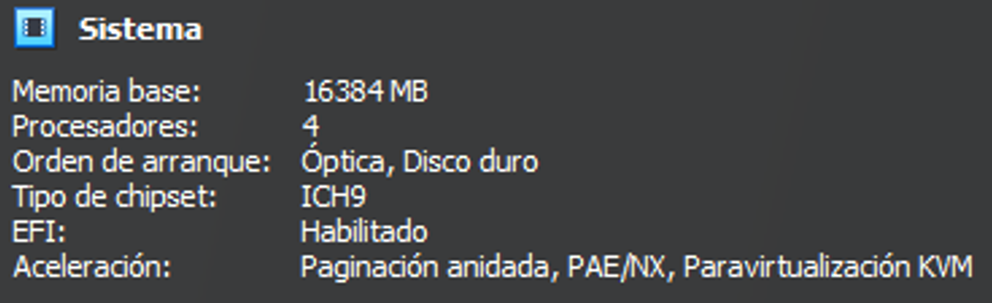 Sistema
Memoria base: 16384 MB
Procesadores: 4
Orden de arranque: Óptica, Disco duro
Tipo de chipset: ICH9
EFI: Habilitado
Aceleración: Paginación anidada, PAE/NX, Paravirtualización KVM